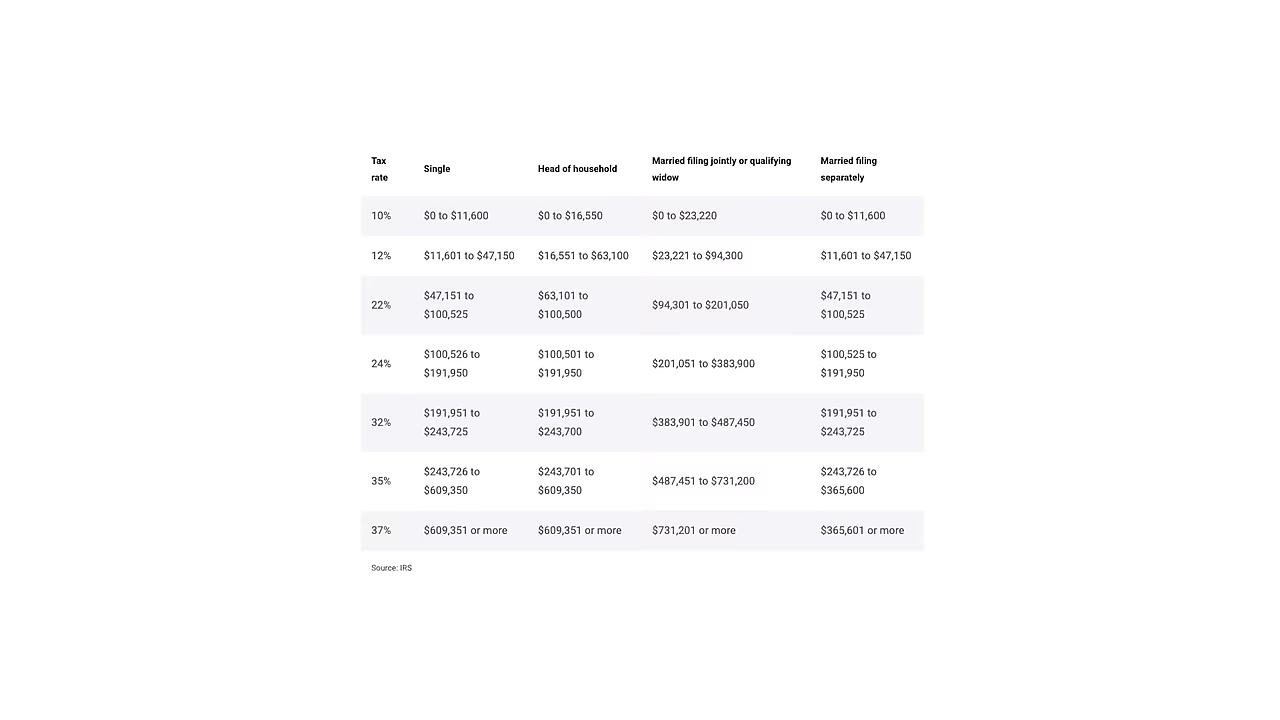 Tax rate Single Head of household Married filing jointly or qualifying widow Married filing separately
10% $0 to $11,600 $0 to $16,550 $0 to $23,220 $0 to $11,600
12% $11,601 to $47,150 $16,551 to $63,100 $23,221 to $94,300 $11,601 to $47,150
22% $47,151 to $100,525 $63,101 to $100,500 $94,301 to $201,050 $47,151 to $100,525
24% $100,526 to $191,950 $100,501 to $191,950 $201,051 to $383,900 $100,525 to $191,950
32% $191,951 to $243,725 $191,951 to $243,700 $383,901 to $487,450 $191,951 to $243,725
35% $243,726 to $609,350 $243,701 to $609,350 $487,451 to $731,200 $243,726 to $365,600
37% $609,351 or more $609,351 or more $731,201 or more $365,601 or more
Source: IRS